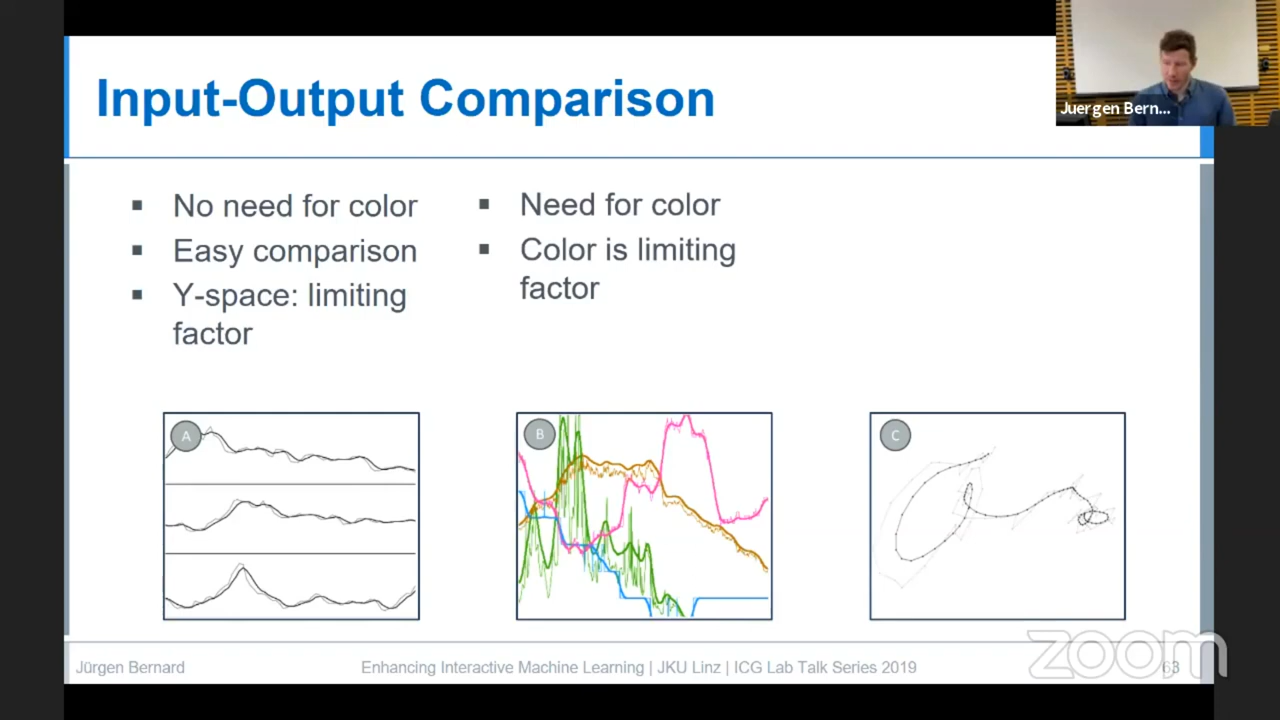 Input-Output Comparison
Juergen Bern...
▪ No need for color
▪ Easy comparison
▪ Y-space: limiting
factor
▪ Need for color
▪ Color is limiting
factor
A
B
C
Jürgen Bernard
Enhancing Interactive Machine Learning | JKU Linz | ICG Lab Talk Series 2019
63
zoom